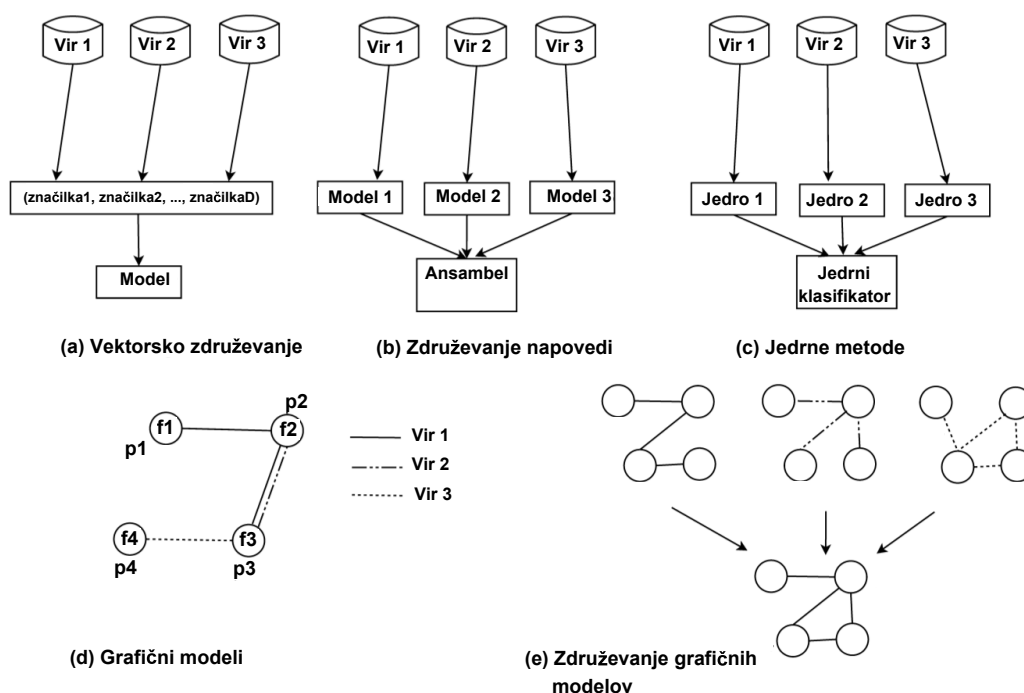 Vir 1
Vir 2
Vir 3
(značilka1, značilka2, ..., značilkaD)
Model
(a) Vektorsko združevanje
Vir 1
Vir 2
Vir 3
Model 1
Model 2
Model 3
Ansambel
(b) Združevanje napovedi
Vir 1
Vir 2
Vir 3
Jedro 1
Jedro 2
Jedro 3
Jedrni
klasifikator
(c) Jedrne metode
p2
f1
f2
p1
f4
f3
p4
p3
Vir 1
Vir 2
Vir 3
(d) Grafični modeli
(e) Združevanje grafičnih
modelov